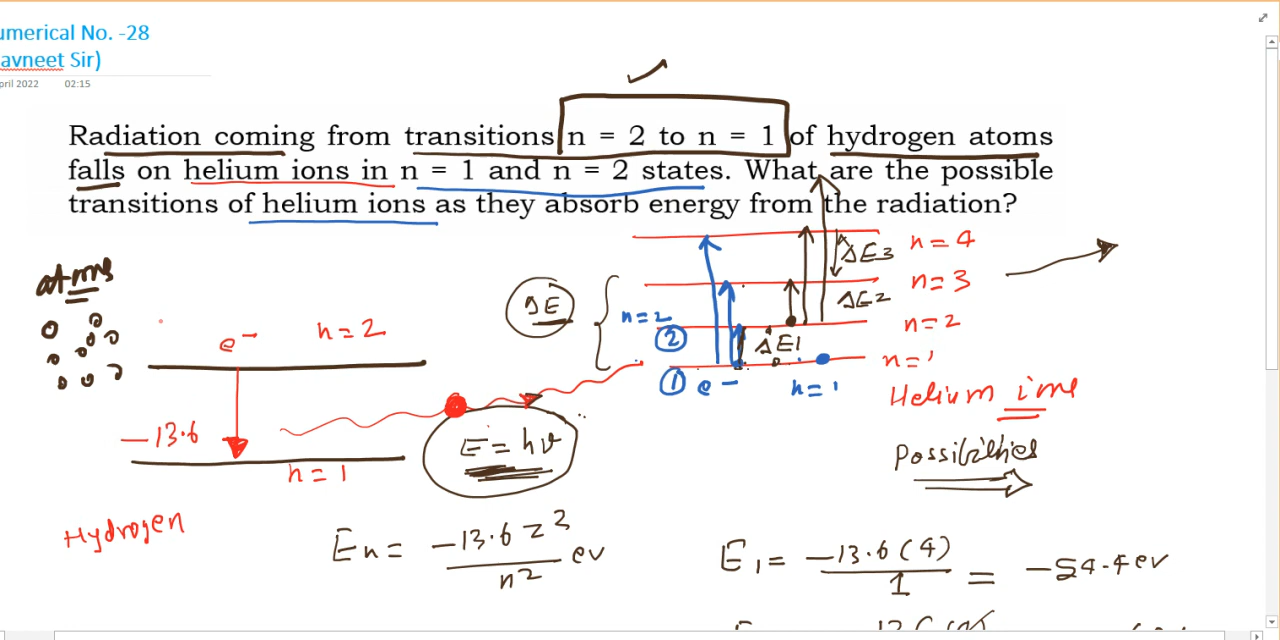 umerical No. -28
avneet Sir)
pril 2022 02:15
Radiation coming from transitions n = 2 to n = 1 of hydrogen atoms
falls on helium ions in n = 1 and n = 2 states. What are the possible
transitions of helium ions as they absorb energy from the radiation?
atoms
e- n=2
-13.6
n=1
Hydrogen
E=hν
ΔE
n=2
②
① e- n=1
ΔE1
ΔE2
ΔE3
n=4
n=3
n=2
n=1
Helium ions
Possibilities
En= -13.6 z²/n² ev
E1= -13.6(4)/1 = -54.4ev